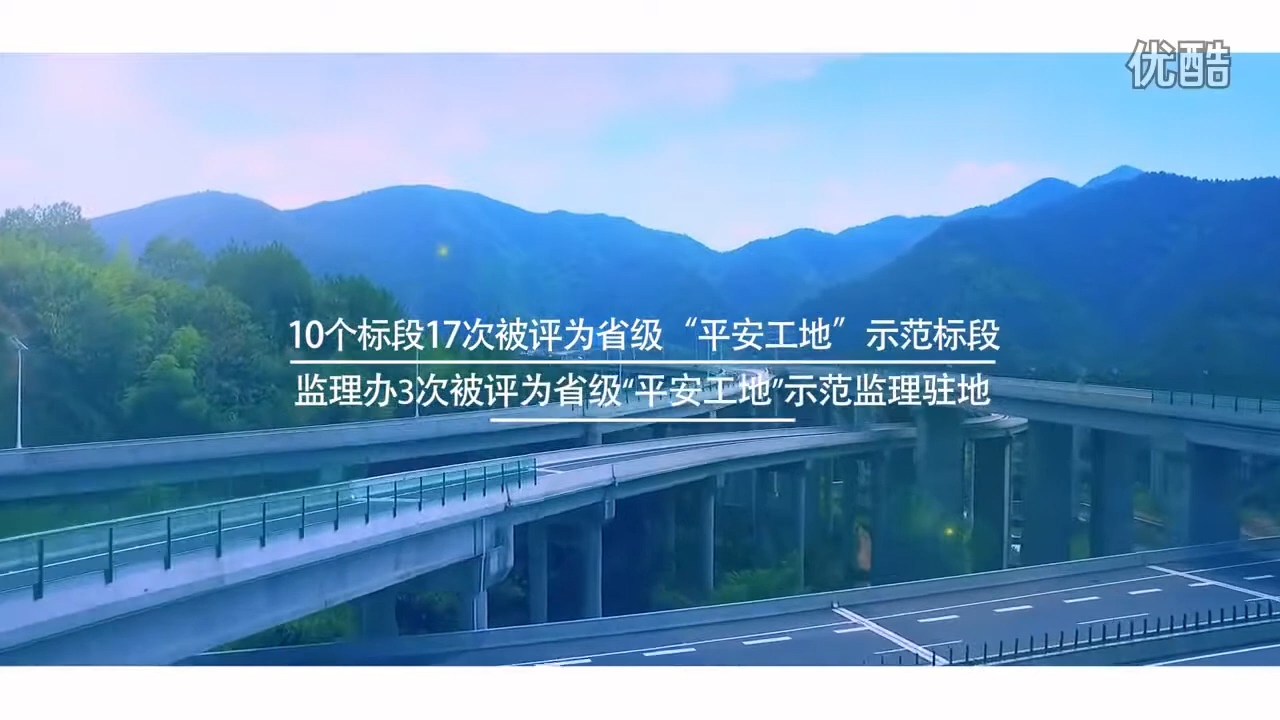 优酷
10个标段17次被评为省级“平安工地”示范标段
监理办3次被评为省级“平安工地”示范监理驻地